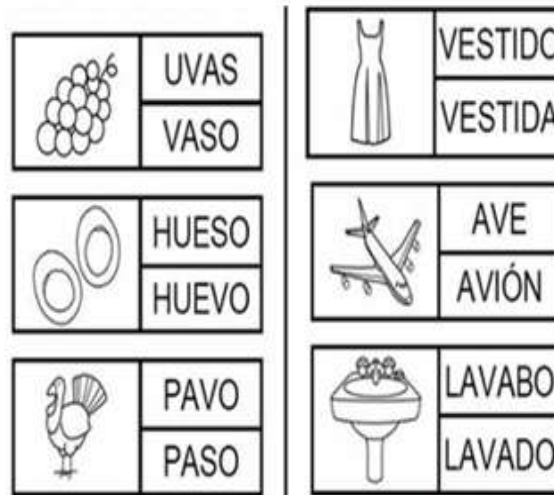 UVAS
VASO
HUESO
HUEVO
PAVO
PASO
VESTIDO
VESTIDA
AVE
AVIÓN
LAVABO
LAVADO